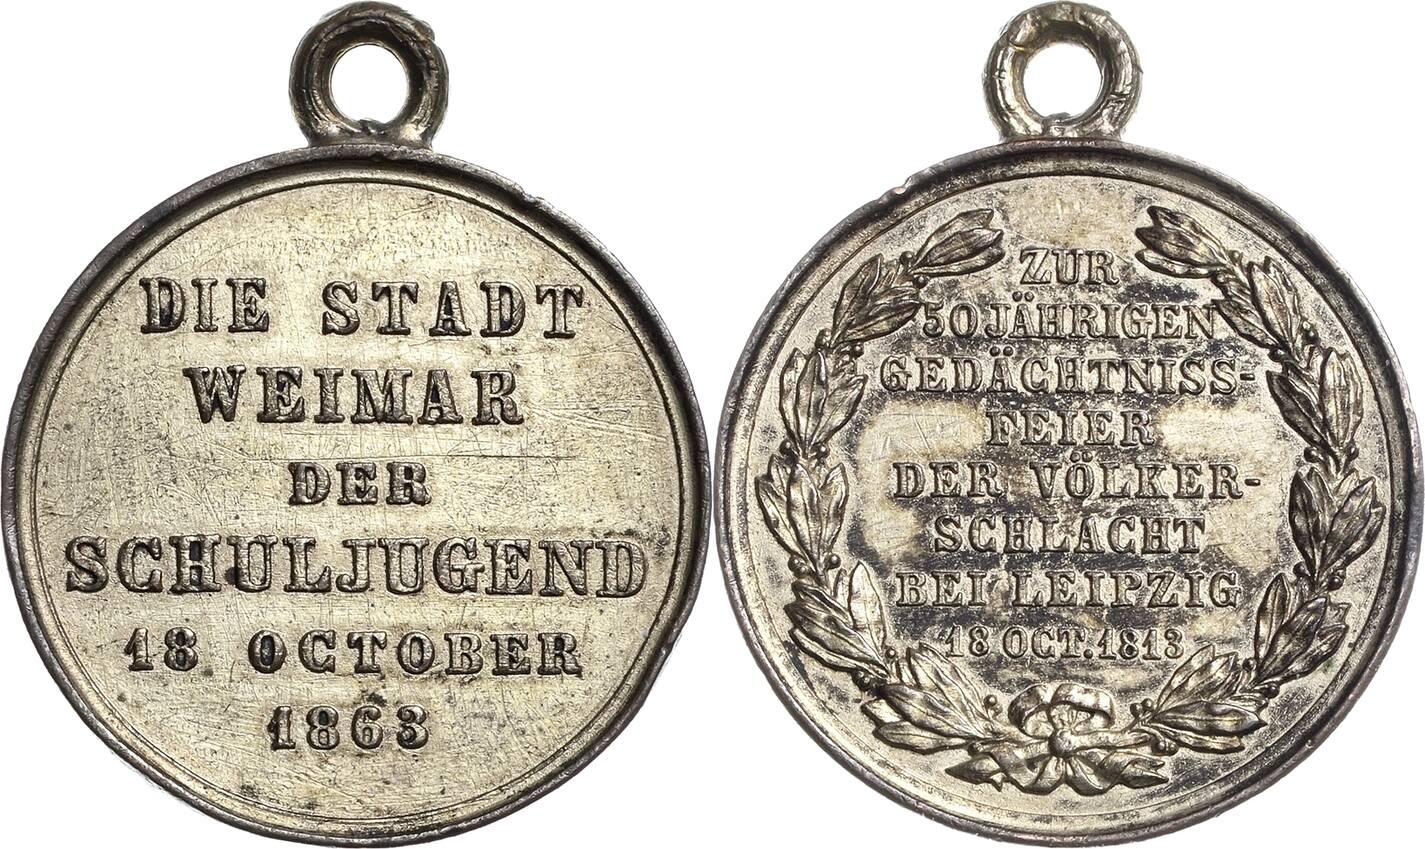 DIE STADT
WEIMAR
DER
SCHULJUGEND
18 OCTOBER
1863
ZUR
50JÄHRIGEN
GEDÄCHTNISS-
FEIER
DER VÖLKER-
SCHLACHT
BEI LEIPZIG
18 OCT. 1813